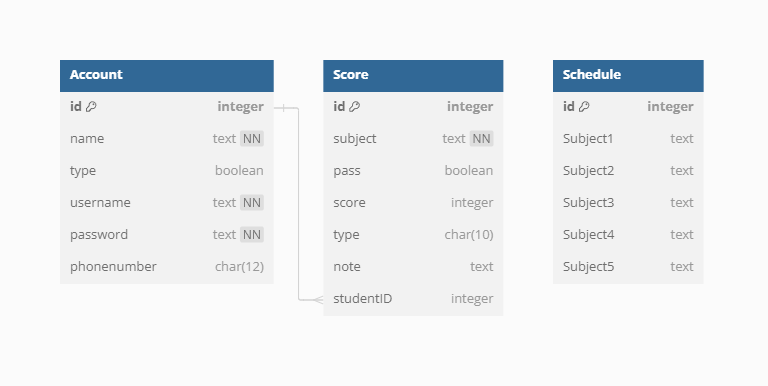 Account
id integer
name text NN
type boolean
username text NN
password text NN
phonenumber char(12)
Score
id integer
subject text NN
pass boolean
score integer
type char(10)
note text
studentID integer
Schedule
id integer
Subject1 text
Subject2 text
Subject3 text
Subject4 text
Subject5 text